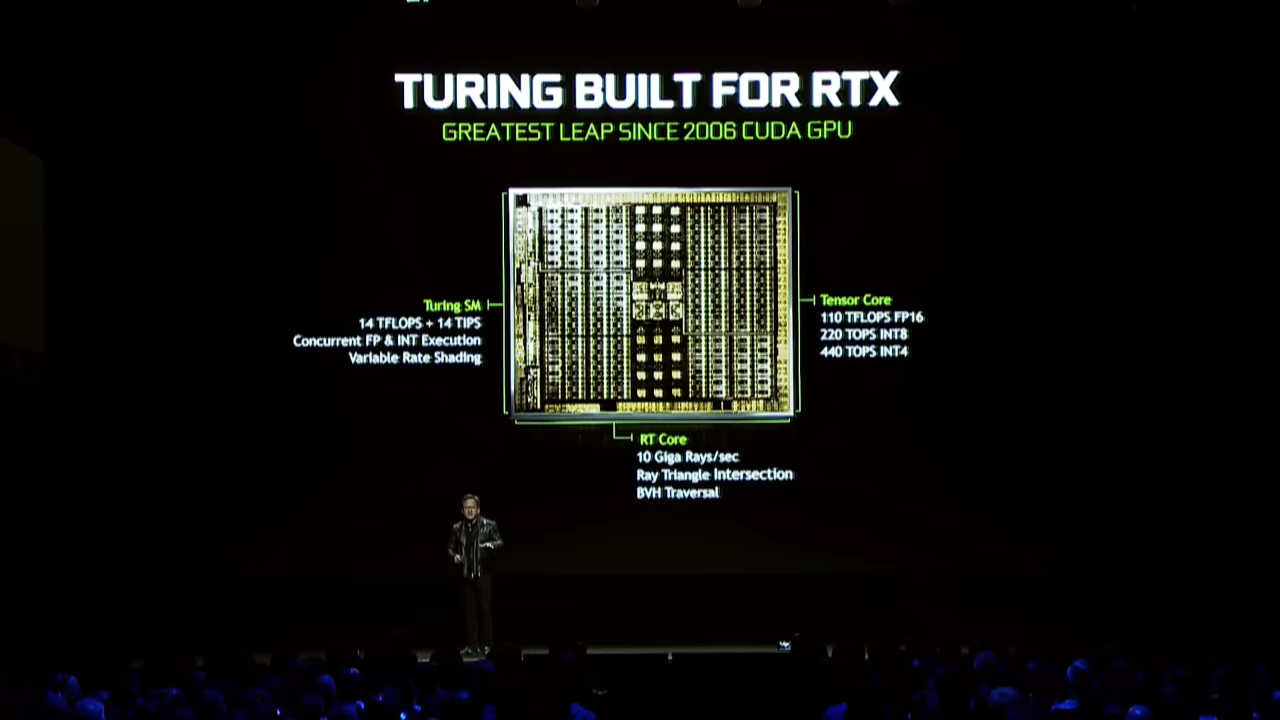 TURING BUILT FOR RTX
GREATEST LEAP SINCE 2006 CUDA GPU
Turing SM
14 TFLOPS + 14 TIPS
Concurrent FP & INT Execution
Variable Rate Shading
Tensor Core
110 TFLOPS FP16
220 TOPS INT8
440 TOPS INT4
RT Core
10 Giga Rays/sec
Ray Triangle Intersection
BVH Traversal